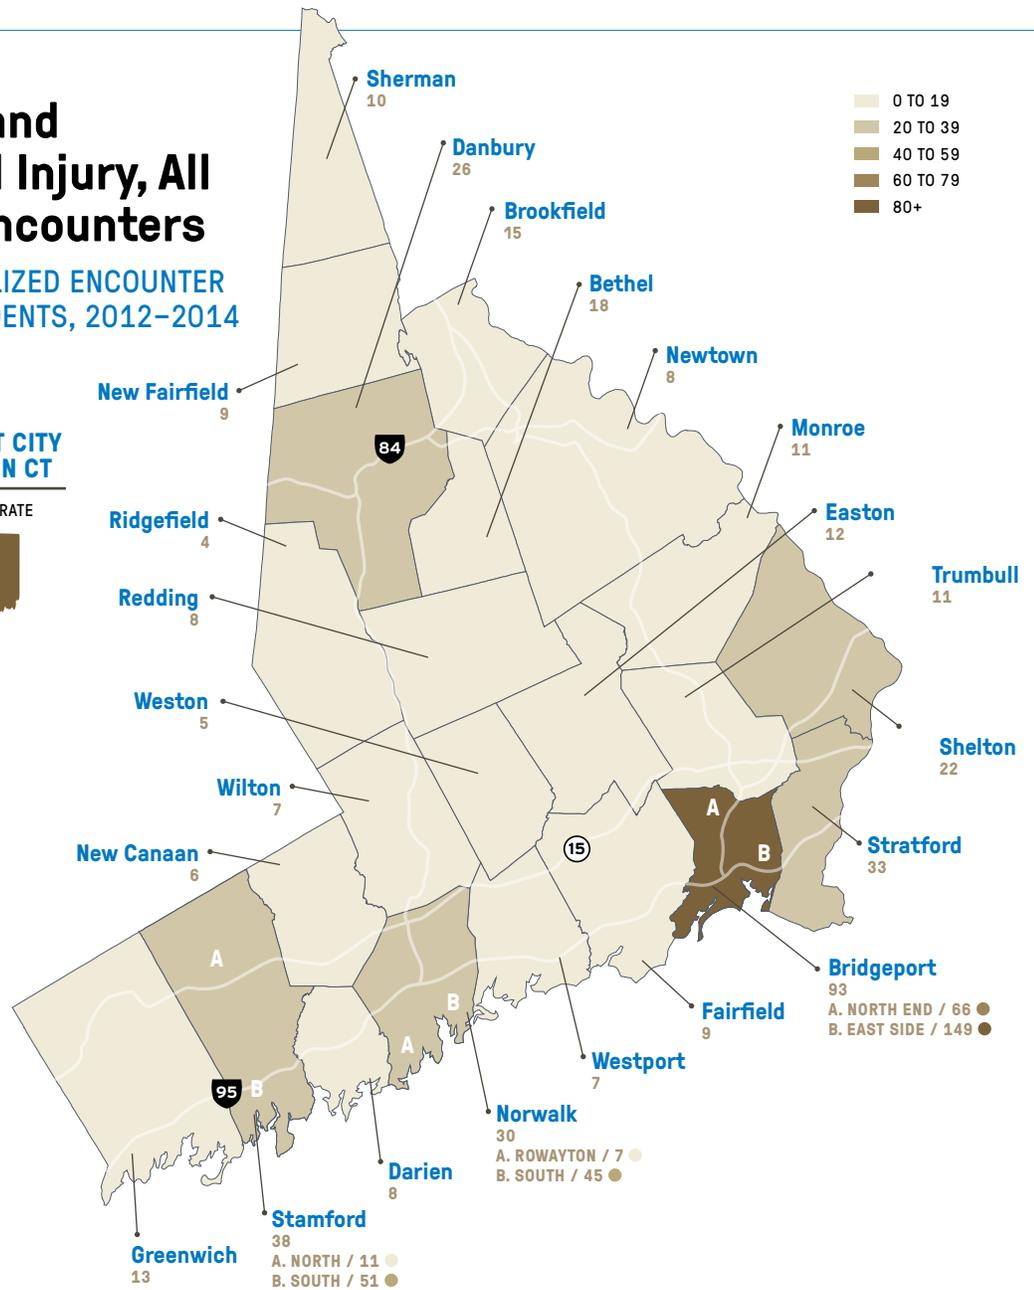 and
Injury, All
ncounters
LIZED ENCOUNTER
DENTS, 2012–2014
T CITY
N CT
RATE
0 TO 19
20 TO 39
40 TO 59
60 TO 79
80+
Sherman
10
Danbury
26
Brookfield
15
Bethel
18
Newtown
8
New Fairfield
9
Monroe
11
84
Easton
12
Ridgefield
4
Trumbull
11
Redding
8
Weston
5
Shelton
22
Wilton
7
A
B
15
Stratford
33
New Canaan
6
A
B
A
Bridgeport
93
A. NORTH END / 66
B. EAST SIDE / 149
Fairfield
9
Westport
7
95
B
Norwalk
30
A. ROWAYTON / 7
B. SOUTH / 45
Darien
8
Stamford
38
A. NORTH / 11
B. SOUTH / 51
Greenwich
13